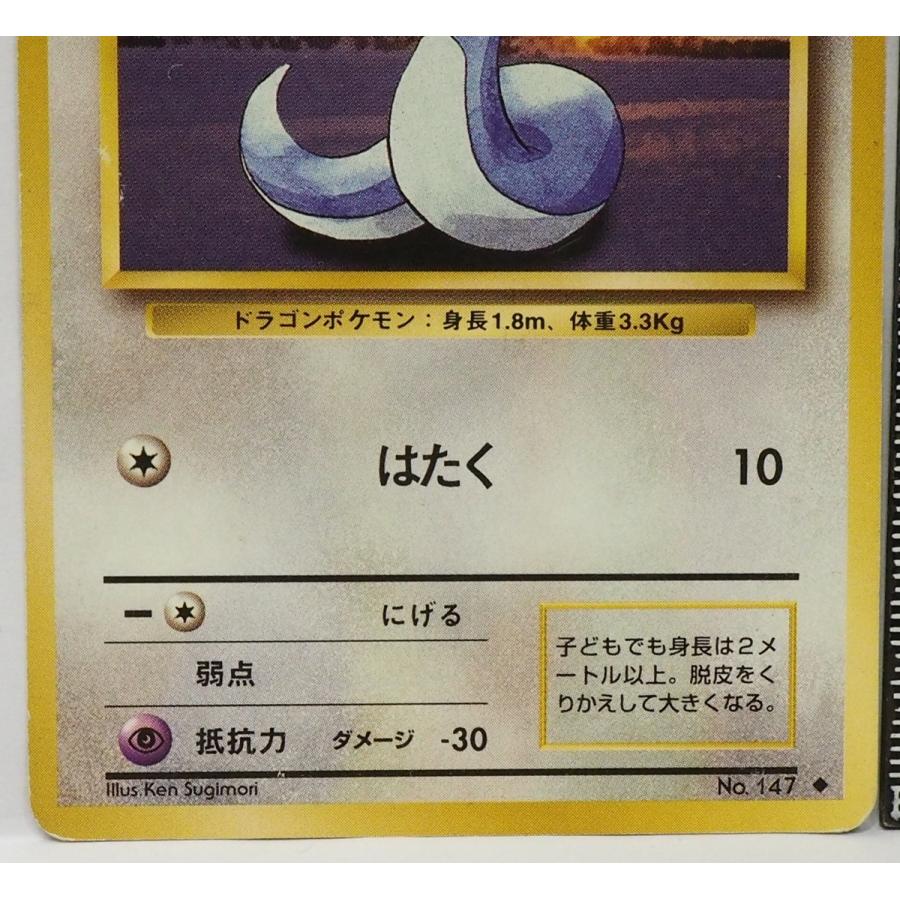 ドラゴンポケモン：身長1.8m、体重3.3Kg
はたく 10
− にげる
弱点
抵抗力 ダメージ -30
子どもでも身長は２メ
ートル以上。脱皮をく
りかえして大きくなる。
Illus.Ken Sugimori No. 147 ◆